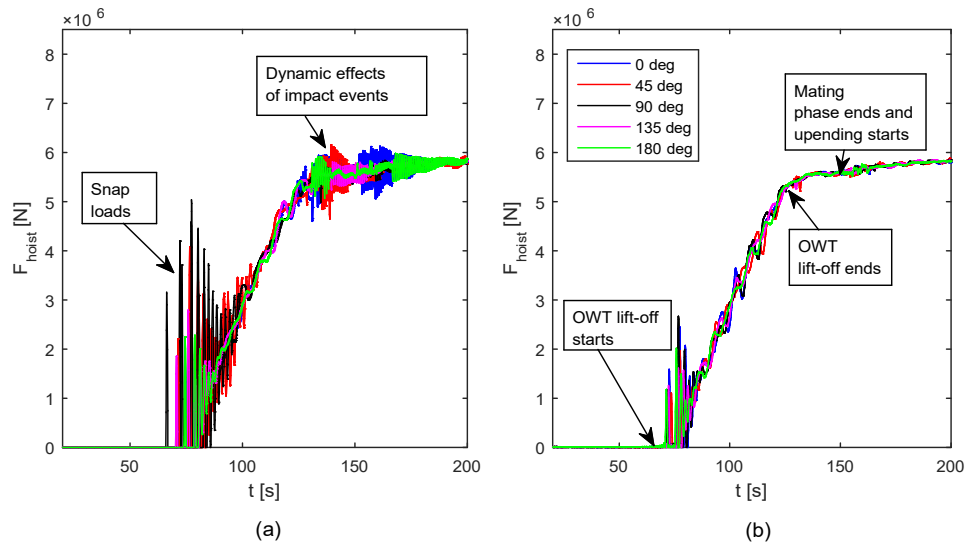 ×10 6
8
7
6
5
4
3
2
1
0
F hoist [N]
50
100
150
200
t [s]
Dynamic effects
of impact events
Snap
loads
(a)
×10 6
8
7
6
5
4
3
2
1
0
F hoist [N]
50
100
150
200
t [s]
0 deg
45 deg
90 deg
135 deg
180 deg
Mating
phase ends and
upending starts
OWT
lift-off ends
OWT lift-off
starts
(b)